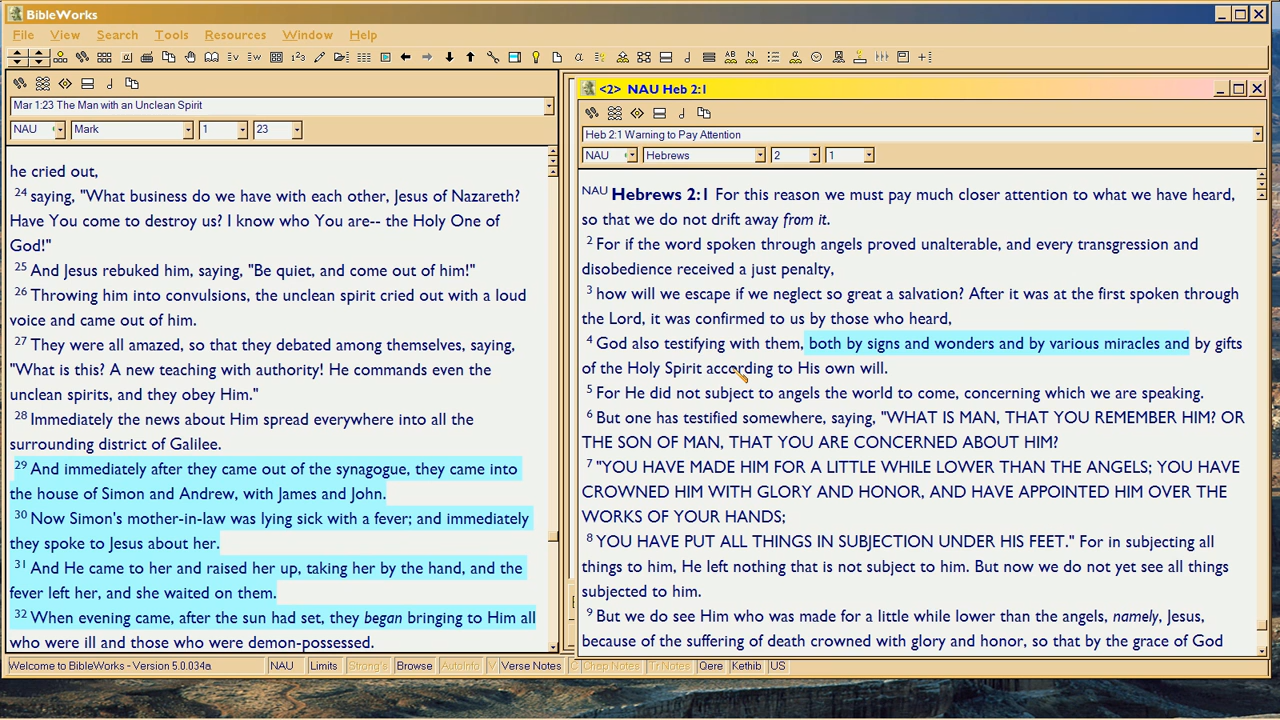 BibleWorks
File View Search Tools Resources Window Help
Mar 1:23 The Man with an Unclean Spirit
NAU Mark 1 23
he cried out,
24 saying, "What business do we have with each other, Jesus of Nazareth?
Have You come to destroy us? I know who You are-- the Holy One of
God!"
25 And Jesus rebuked him, saying, "Be quiet, and come out of him!"
26 Throwing him into convulsions, the unclean spirit cried out with a loud
voice and came out of him.
27 They were all amazed, so that they debated among themselves, saying,
"What is this? A new teaching with authority! He commands even the
unclean spirits, and they obey Him."
28 Immediately the news about Him spread everywhere into all the
surrounding district of Galilee.
29 And immediately after they came out of the synagogue, they came into
the house of Simon and Andrew, with James and John.
30 Now Simon's mother-in-law was lying sick with a fever; and immediately
they spoke to Jesus about her.
31 And He came to her and raised her up, taking her by the hand, and the
fever left her, and she waited on them.
32 When evening came, after the sun had set, they began bringing to Him all
who were ill and those who were demon-possessed.
<2> NAU Heb 2:1
Heb 2:1 Warning to Pay Attention
NAU Hebrews 2 1
NAU Hebrews 2:1 For this reason we must pay much closer attention to what we have heard,
so that we do not drift away from it.
2 For if the word spoken through angels proved unalterable, and every transgression and
disobedience received a just penalty,
3 how will we escape if we neglect so great a salvation? After it was at the first spoken through
the Lord, it was confirmed to us by those who heard,
4 God also testifying with them, both by signs and wonders and by various miracles and by gifts
of the Holy Spirit according to His own will.
5 For He did not subject to angels the world to come, concerning which we are speaking.
6 But one has testified somewhere, saying, "WHAT IS MAN, THAT YOU REMEMBER HIM? OR
THE SON OF MAN, THAT YOU ARE CONCERNED ABOUT HIM?
7 "YOU HAVE MADE HIM FOR A LITTLE WHILE LOWER THAN THE ANGELS; YOU HAVE
CROWNED HIM WITH GLORY AND HONOR, AND HAVE APPOINTED HIM OVER THE
WORKS OF YOUR HANDS;
8 YOU HAVE PUT ALL THINGS IN SUBJECTION UNDER HIS FEET." For in subjecting all
things to him, He left nothing that is not subject to him. But now we do not yet see all things
subjected to him.
9 But we do see Him who was made for a little while lower than the angels, namely, Jesus,
because of the suffering of death crowned with glory and honor, so that by the grace of God
Welcome to BibleWorks - Version 5.0.034a NAU Limits Strong's Browse AutoInfo V Verse Notes C Chap Notes Tr Notes Qere Kethib US